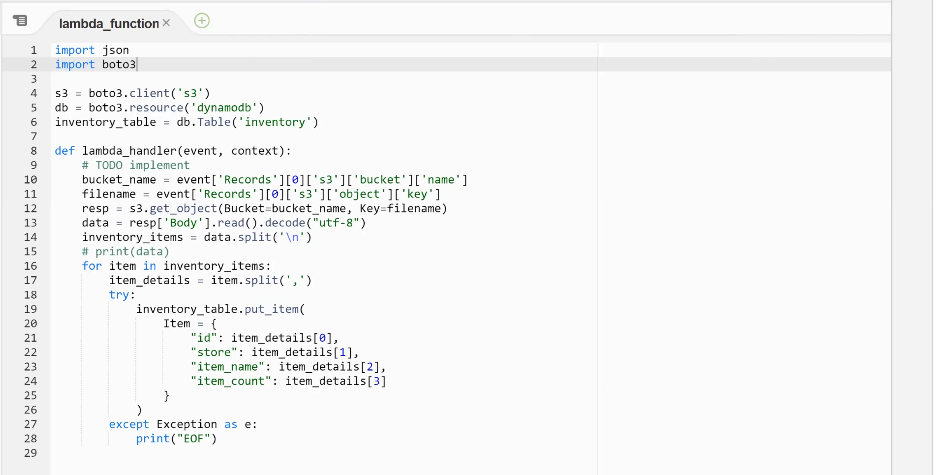 lambda_function ×
1 import json
2 import boto3
3
4 s3 = boto3.client('s3')
5 db = boto3.resource('dynamodb')
6 inventory_table = db.Table('inventory')
7
8 def lambda_handler(event, context):
9     # TODO implement
10     bucket_name = event['Records'][0]['s3']['bucket']['name']
11     filename = event['Records'][0]['s3']['object']['key']
12     resp = s3.get_object(Bucket=bucket_name, Key=filename)
13     data = resp['Body'].read().decode("utf-8")
14     inventory_items = data.split('\n')
15     # print(data)
16     for item in inventory_items:
17         item_details = item.split(',')
18         try:
19             inventory_table.put_item(
20                 Item = {
21                     "id": item_details[0],
22                     "store": item_details[1],
23                     "item_name": item_details[2],
24                     "item_count": item_details[3]
25                 }
26             )
27         except Exception as e:
28             print("EOF")
29